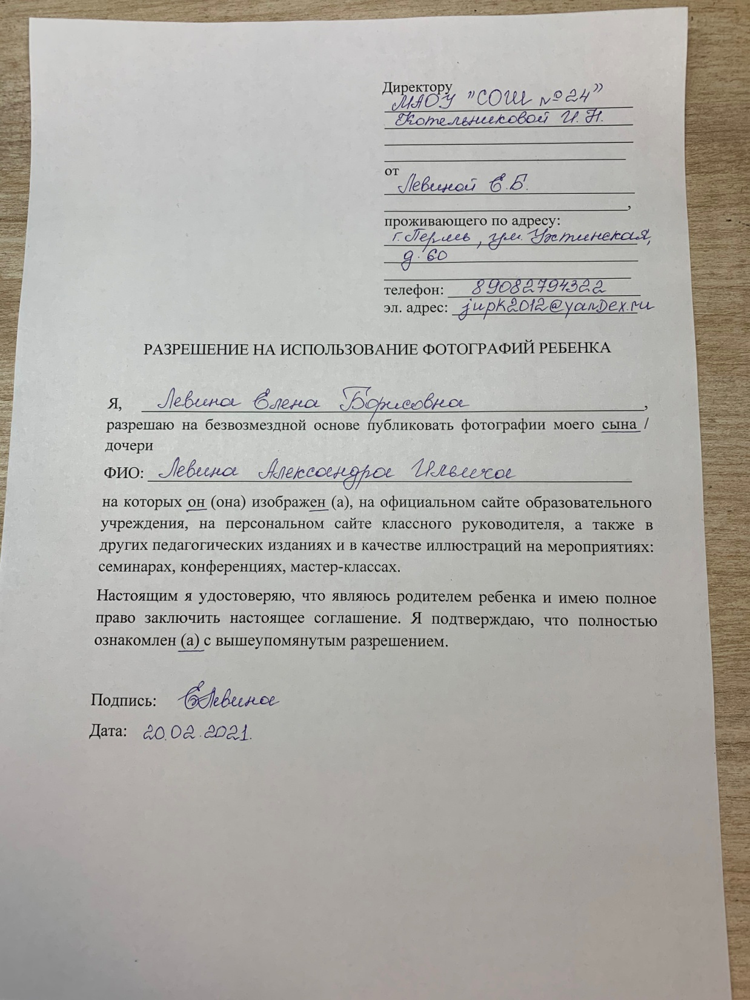 Директору
МАОУ "СОШ №24"
Котельниковой И.Н.
от
Левиной Е.Б.
,
проживающего по адресу:
г. Пермь, ул. Ухтинская,
д. 60
телефон: 89082794322
эл. адрес: jupk2012@yandex.ru
РАЗРЕШЕНИЕ НА ИСПОЛЬЗОВАНИЕ ФОТОГРАФИЙ РЕБЕНКА
Я, Левина Елена Борисовна,
разрешаю на безвозмездной основе публиковать фотографии моего сына /
дочери
ФИО: Левина Александра Ильича
на которых он (она) изображен (а), на официальном сайте образовательного
учреждения, на персональном сайте классного руководителя, а также в
других педагогических изданиях и в качестве иллюстраций на мероприятиях:
семинарах, конференциях, мастер-классах.
Настоящим я удостоверяю, что являюсь родителем ребенка и имею полное
право заключить настоящее соглашение. Я подтверждаю, что полностью
ознакомлен (а) с вышеупомянутым разрешением.
Подпись: ЕЛевина
Дата: 20.02.2021.